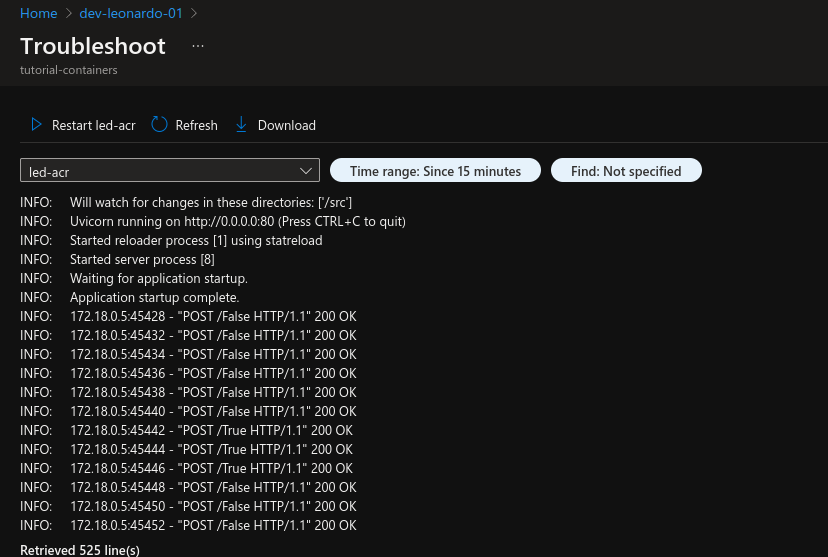 Home > dev-leonardo-01 >
Troubleshoot ...
tutorial-containers
Restart led-acr Refresh Download
led-acr Time range: Since 15 minutes Find: Not specified
INFO: Will watch for changes in these directories: ['/src']
INFO: Uvicorn running on http://0.0.0.0:80 (Press CTRL+C to quit)
INFO: Started reloader process [1] using statreload
INFO: Started server process [8]
INFO: Waiting for application startup.
INFO: Application startup complete.
INFO: 172.18.0.5:45428 - "POST /False HTTP/1.1" 200 OK
INFO: 172.18.0.5:45432 - "POST /False HTTP/1.1" 200 OK
INFO: 172.18.0.5:45434 - "POST /False HTTP/1.1" 200 OK
INFO: 172.18.0.5:45436 - "POST /False HTTP/1.1" 200 OK
INFO: 172.18.0.5:45438 - "POST /False HTTP/1.1" 200 OK
INFO: 172.18.0.5:45440 - "POST /False HTTP/1.1" 200 OK
INFO: 172.18.0.5:45442 - "POST /True HTTP/1.1" 200 OK
INFO: 172.18.0.5:45444 - "POST /True HTTP/1.1" 200 OK
INFO: 172.18.0.5:45446 - "POST /True HTTP/1.1" 200 OK
INFO: 172.18.0.5:45448 - "POST /False HTTP/1.1" 200 OK
INFO: 172.18.0.5:45450 - "POST /False HTTP/1.1" 200 OK
INFO: 172.18.0.5:45452 - "POST /False HTTP/1.1" 200 OK
Retrieved 525 line(s)